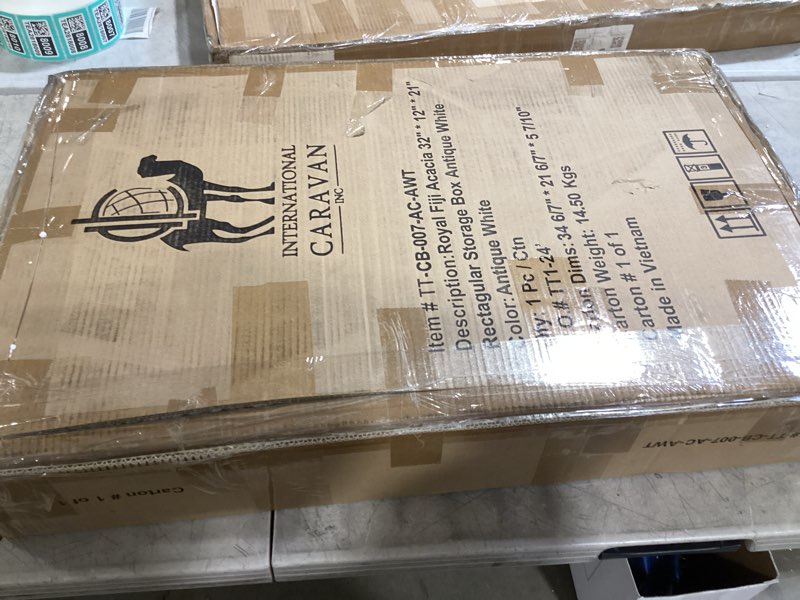 INTERNATIONAL
CARAVAN
INC
Item # TT-CB-007-AC-AWT
Description: Royal Fiji Acacia 32" * 12" * 21"
Rectagular Storage Box Antique White
Color: Antique White
1 Pc / Ctn
TT1-24
Dims: 34 6/7" * 21 6/7" * 5 7/10"
Carton Weight: 14.50 Kgs
Carton # 1 of 1
Made in Vietnam
Carton # 1 of 1
# TT-CB-007-AC-AWT